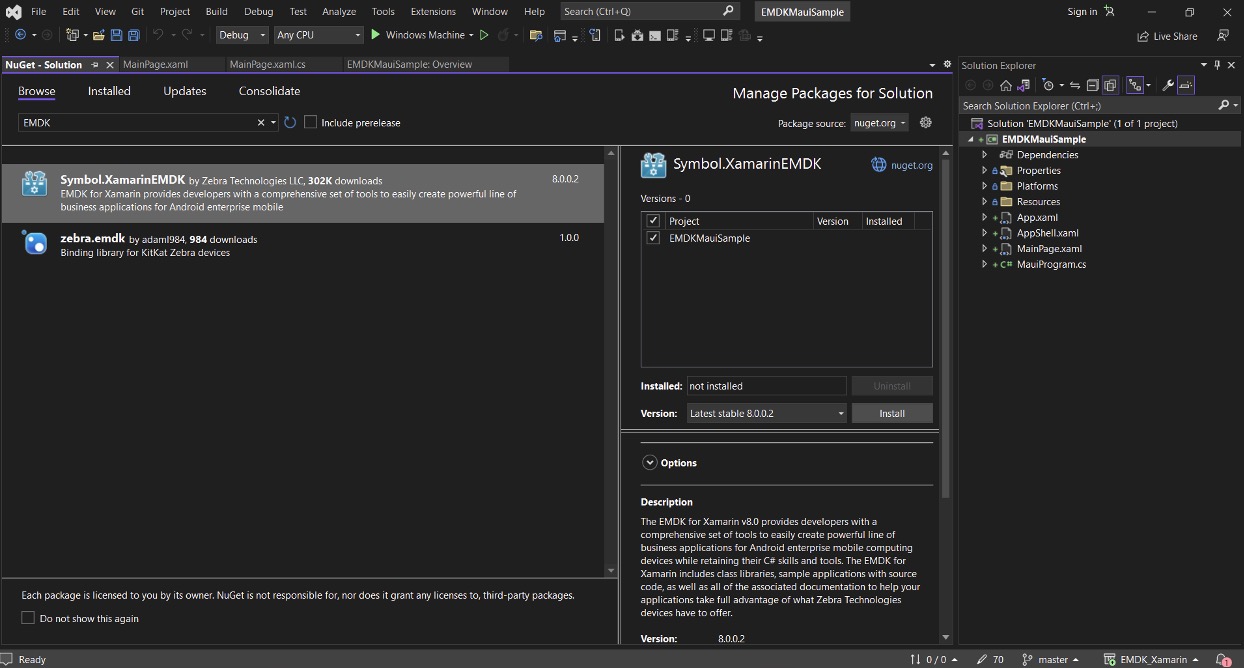 File Edit View Git Project Build Debug Test Analyze Tools Extensions Window Help Search (Ctrl+Q) EMDKMauiSample Sign in
Debug Any CPU Windows Machine Live Share
NuGet - Solution MainPage.xaml MainPage.xaml.cs EMDKMauiSample: Overview
Browse Installed Updates Consolidate
Manage Packages for Solution
EMDK Include prerelease
Package source: nuget.org
Symbol.XamarinEMDK by Zebra Technologies LLC, 302K downloads 8.0.0.2
EMDK for Xamarin provides developers with a comprehensive set of tools to easily create powerful line of
business applications for Android enterprise mobile
zebra.emdk by adaml984, 984 downloads 1.0.0
Binding library for KitKat Zebra devices
Each package is licensed to you by its owner. NuGet is not responsible for, nor does it grant any licenses to, third-party packages.
Do not show this again
Symbol.XamarinEMDK nuget.org
Versions - 0
Project Version Installed
EMDKMauiSample
Installed: not installed Uninstall
Version: Latest stable 8.0.0.2 Install
Options
Description
The EMDK for Xamarin v8.0 provides developers with a
comprehensive set of tools to easily create powerful line of
business applications for Android enterprise mobile computing
devices while retaining their C# skills and tools. The EMDK for
Xamarin includes class libraries, sample applications with source
code, as well as all of the associated documentation to help your
applications take full advantage of what Zebra Technologies
devices have to offer.
Version: 8.0.0.2
Solution Explorer
Search Solution Explorer (Ctrl+;)
Solution 'EMDKMauiSample' (1 of 1 project)
EMDKMauiSample
Dependencies
Properties
Platforms
Resources
App.xaml
AppShell.xaml
MainPage.xaml
C# MauiProgram.cs
Ready 0 / 0 70 master EMDK_Xamarin 1